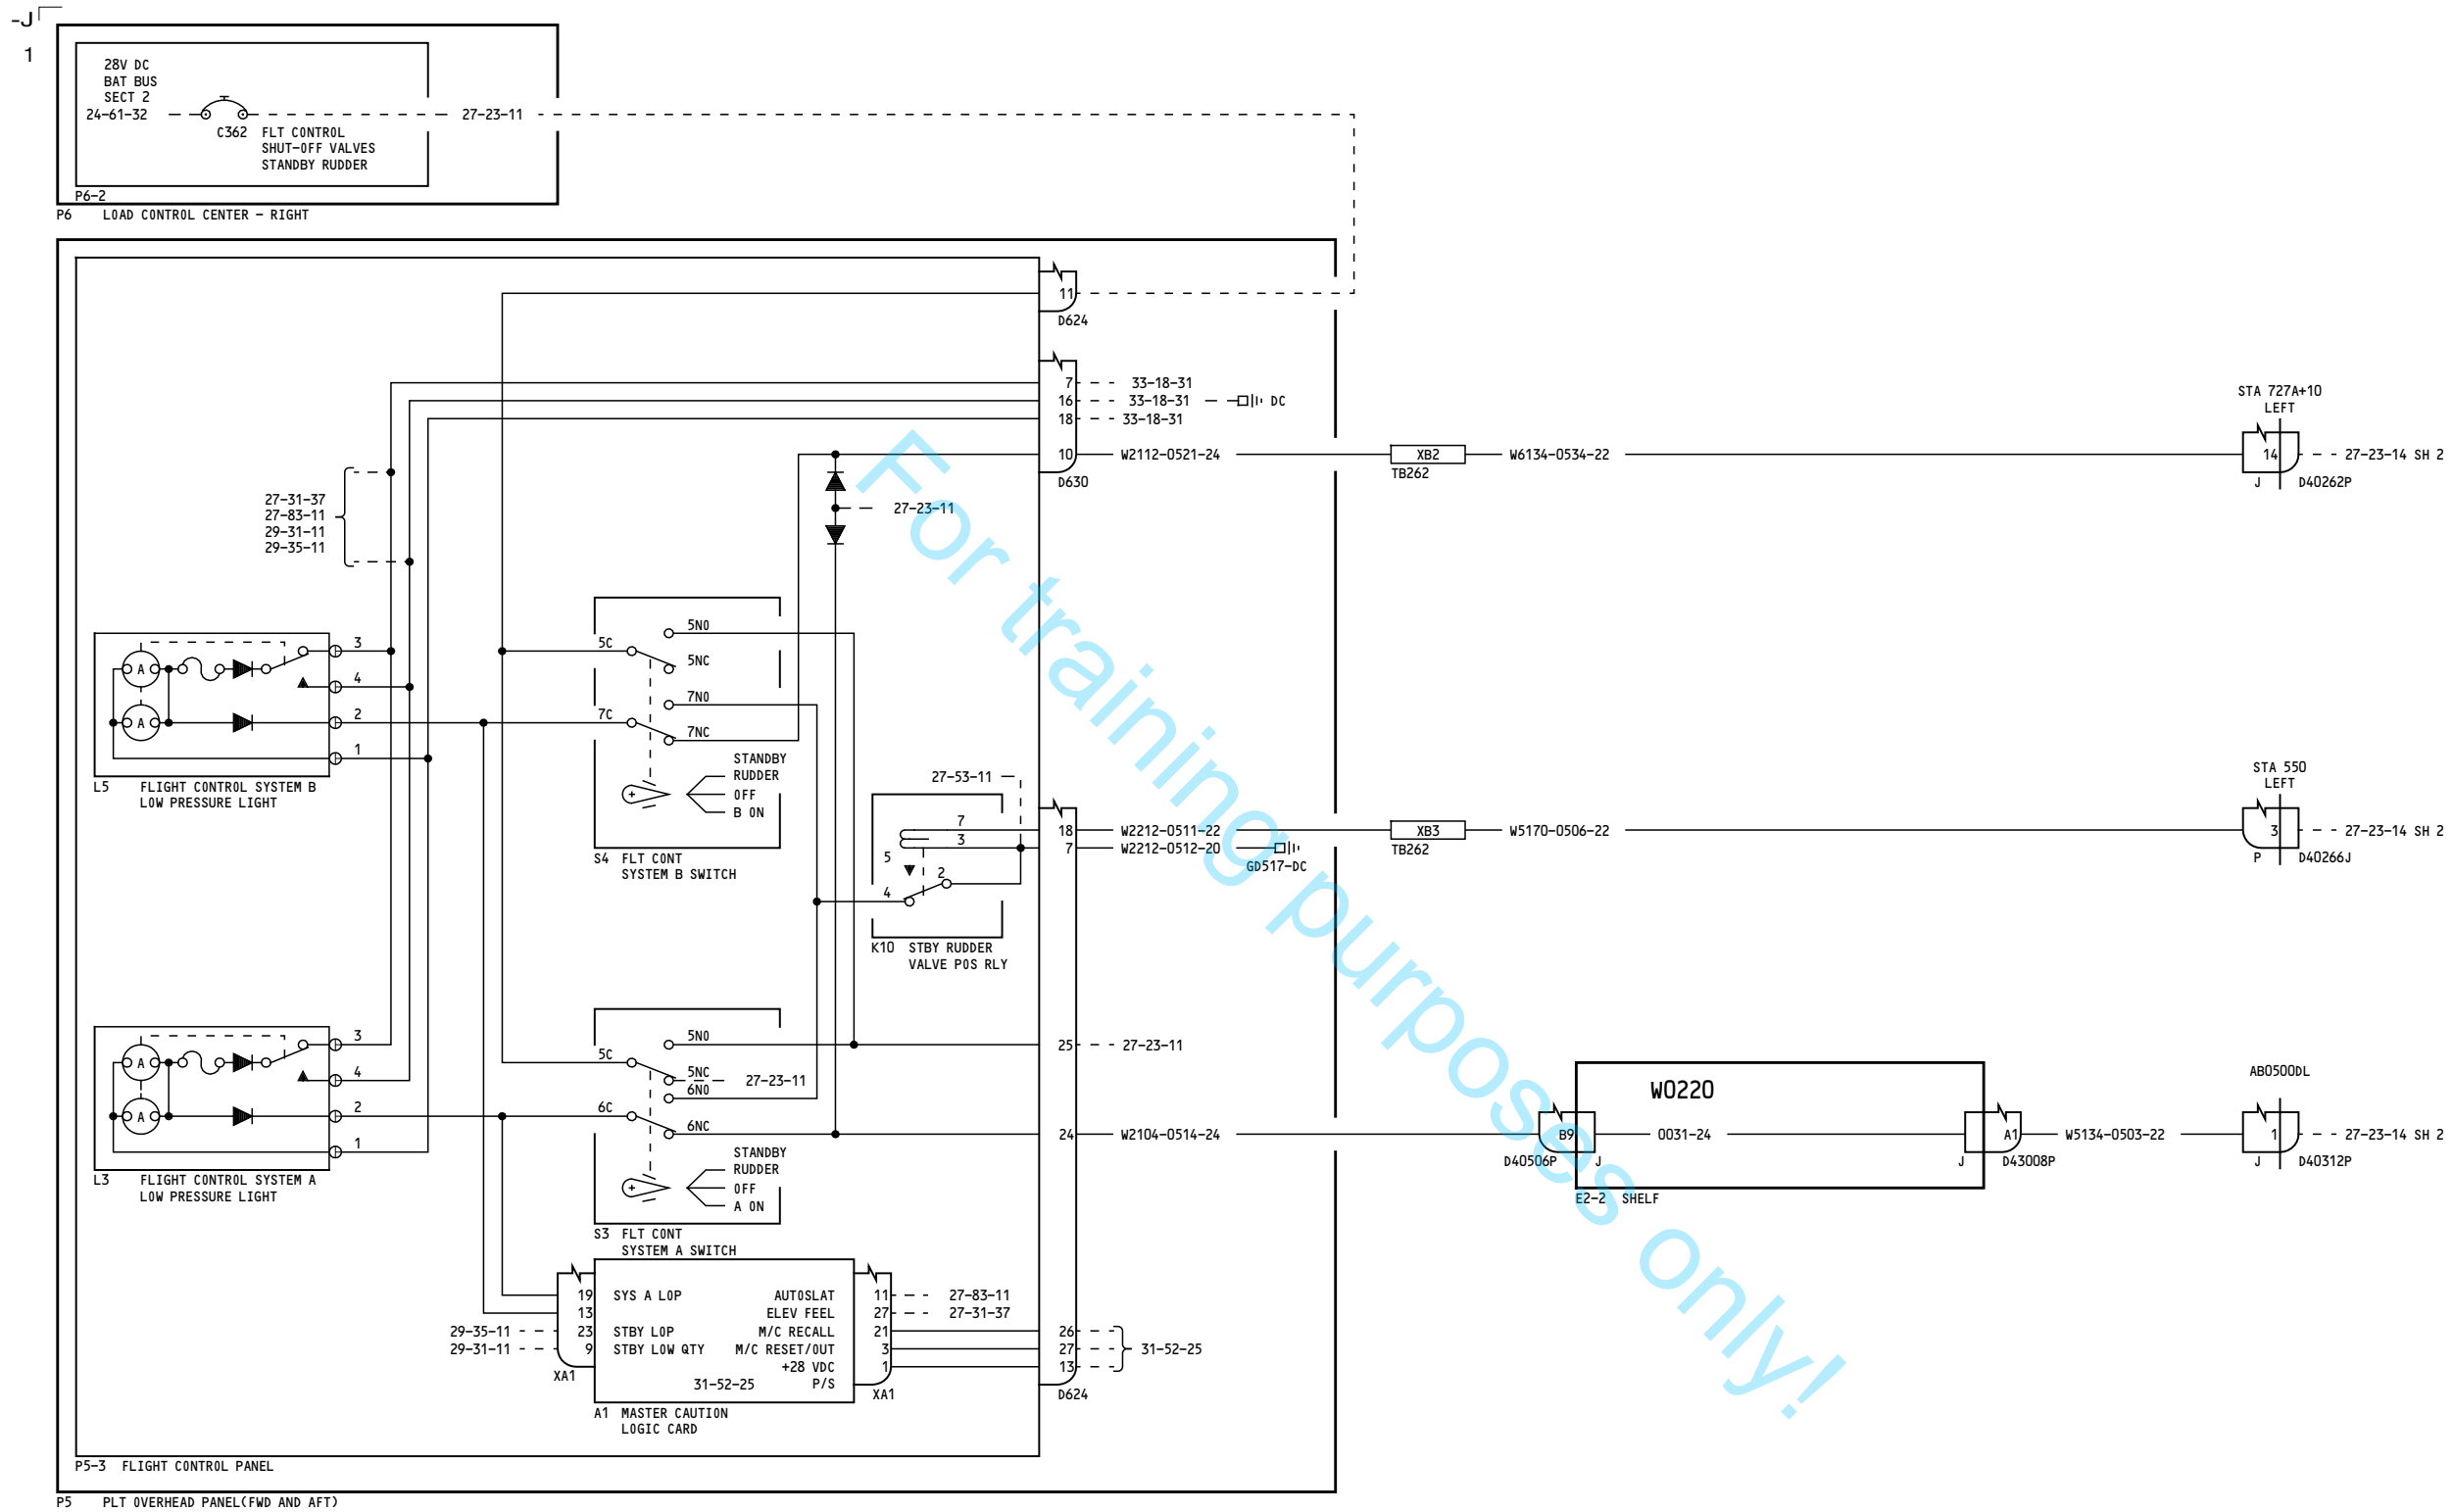 -J
1
28V DC
BAT BUS
SECT 2
24-61-32
27-23-11
C362 FLT CONTROL
SHUT-OFF VALVES
STANDBY RUDDER
P6-2
P6 LOAD CONTROL CENTER - RIGHT
11
D624
7 33-18-31
16 33-18-31 DC
18 33-18-31
10 W2112-0521-24
XB2
TB262
W6134-0534-22
STA 727A+10
LEFT
14
J D40262P
27-23-14 SH 2
D630
27-31-37
27-83-11
29-31-11
29-35-11
27-23-11
3
4
2
1
A
A
L5 FLIGHT CONTROL SYSTEM B
LOW PRESSURE LIGHT
5NO
5C
5NC
7NO
7C
7NC
STANDBY
RUDDER
OFF
B ON
S4 FLT CONT
SYSTEM B SWITCH
27-53-11
7
3
5
2
4
K10 STBY RUDDER
VALVE POS RLY
18 W2212-0511-22
7 W2212-0512-20
GD517-DC
XB3
TB262
W5170-0506-22
STA 550
LEFT
3
P D40266J
27-23-14 SH 2
3
4
2
1
A
A
L3 FLIGHT CONTROL SYSTEM A
LOW PRESSURE LIGHT
5NO
5C
5NC 27-23-11
6NO
6C
6NC
STANDBY
RUDDER
OFF
A ON
S3 FLT CONT
SYSTEM A SWITCH
25 27-23-11
24 W2104-0514-24
B9
D40506P J
W0220
0031-24
A1
J D43008P
E2-2 SHELF
W5134-0503-22
AB0500DL
1
J D40312P
27-23-14 SH 2
19 SYS A LOP AUTOSLAT 11 27-83-11
13 ELEV FEEL 27 27-31-37
29-35-11 23 STBY LOP M/C RECALL 21
29-31-11 9 STBY LOW QTY M/C RESET/OUT 3
+28 VDC 1
31-52-25 P/S
XA1
XA1
A1 MASTER CAUTION
LOGIC CARD
26
27 31-52-25
13
D624
P5-3 FLIGHT CONTROL PANEL
P5 PLT OVERHEAD PANEL(FWD AND AFT)
For training purposes only!